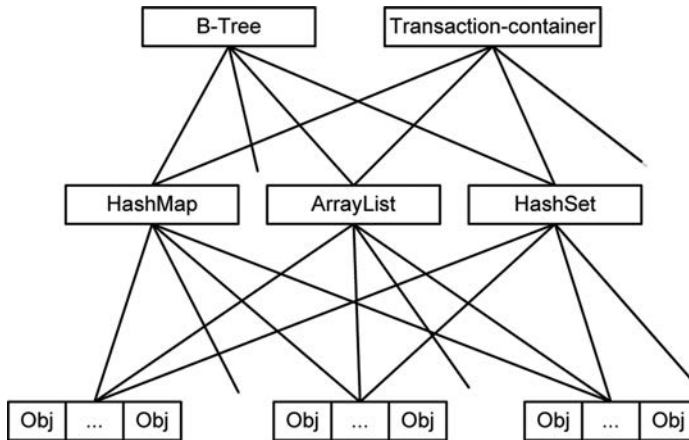 B-Tree Transaction-container
HashMap ArrayList HashSet
Obj ... Obj Obj ... Obj Obj ... Obj